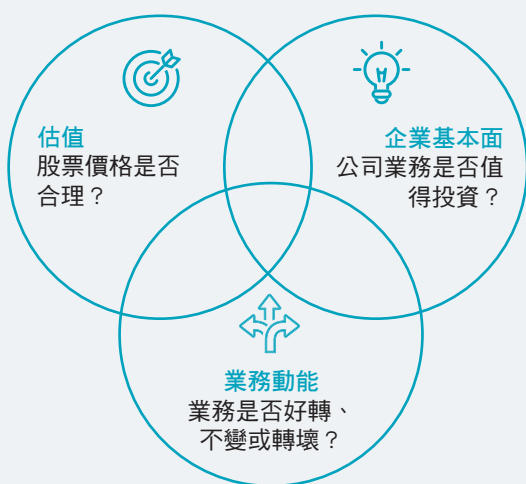 估值
股票價格是否
合理？
企業基本面
公司業務是否值
得投資？
業務動能
業務是否好轉、
不變或轉壞？